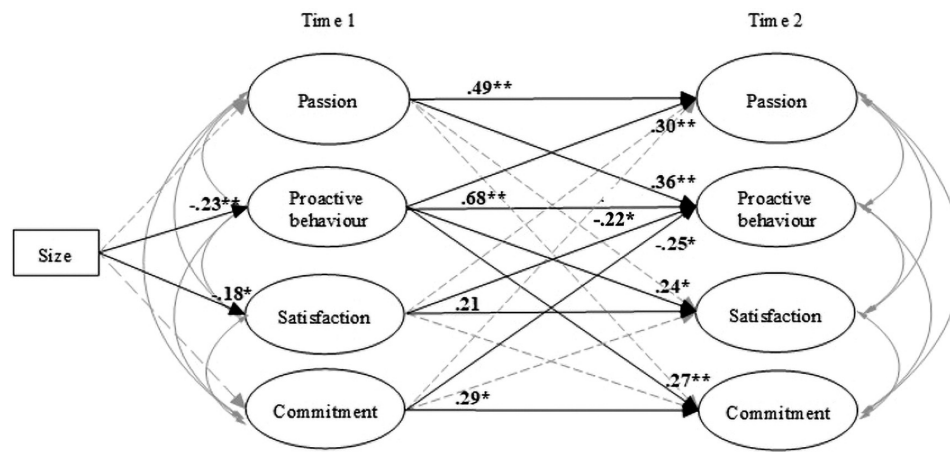 Time 1
Time 2
Passion
.49**
Passion
.30**
Proactive
behaviour
-.23**
.68**
.36**
Proactive
behaviour
-.22*
-.25*
Size
-.18*
Satisfaction
.21
.24*
Satisfaction
Commitment
.29*
.27**
Commitment